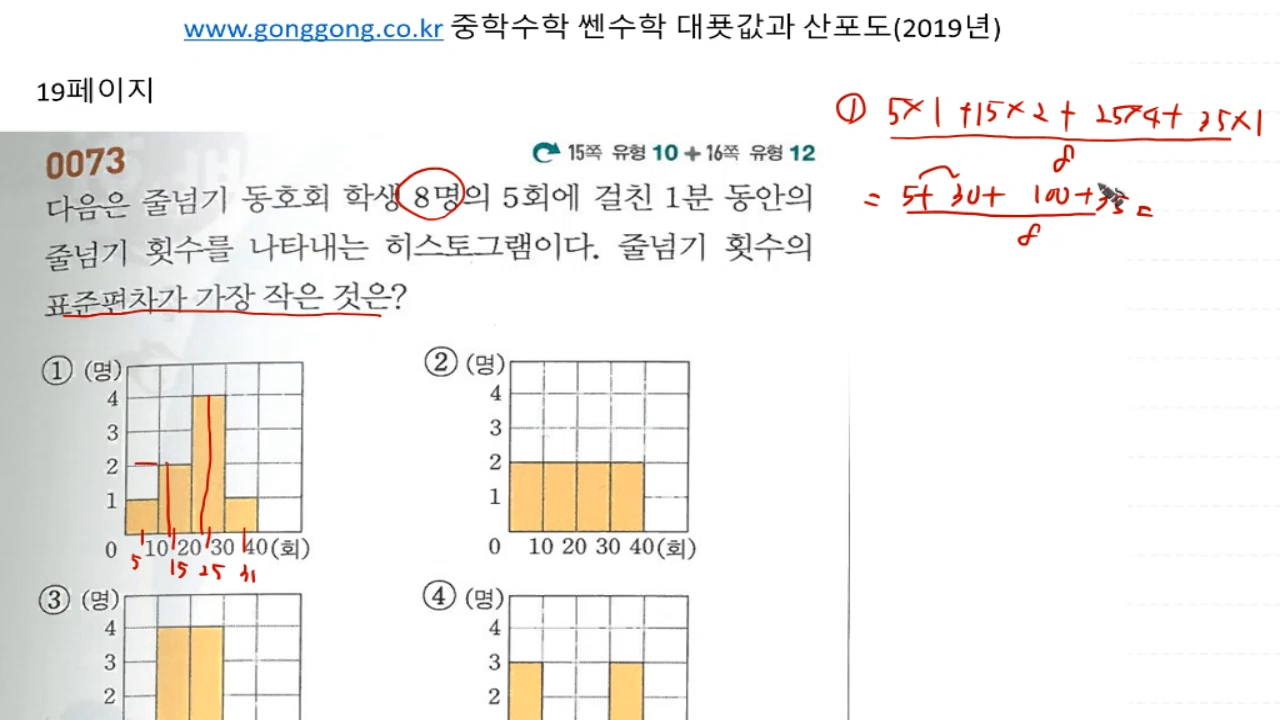 www.gonggong.co.kr 중학수학 쎈수학 대푯값과 산포도(2019년)
19페이지
0073
15쪽 유형 10 + 16쪽 유형 12
다음은 줄넘기 동호회 학생 8명의 5회에 걸친 1분 동안의
줄넘기 횟수를 나타내는 히스토그램이다. 줄넘기 횟수의
표준편차가 가장 작은 것은?
① 5×1 +15×2 + 25×4 + 35×1
8
= 5+ 30+ 100+35 =
8
① (명)
4
3
2
1
0 10 20 30 40(회)
5 15 25 31
② (명)
4
3
2
1
0 10 20 30 40(회)
③ (명)
4
3
2
④ (명)
4
3
2